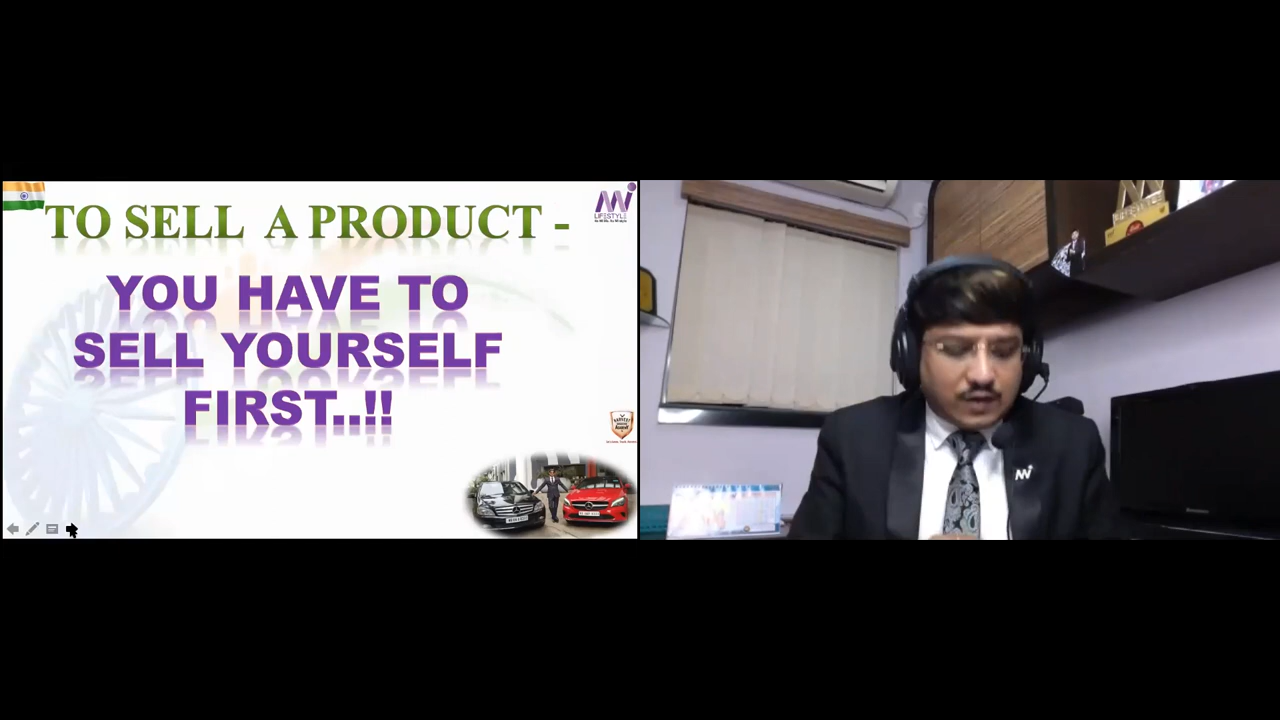 TO SELL A PRODUCT -
YOU HAVE TO
SELL YOURSELF
FIRST..!!
LIFESTYLE